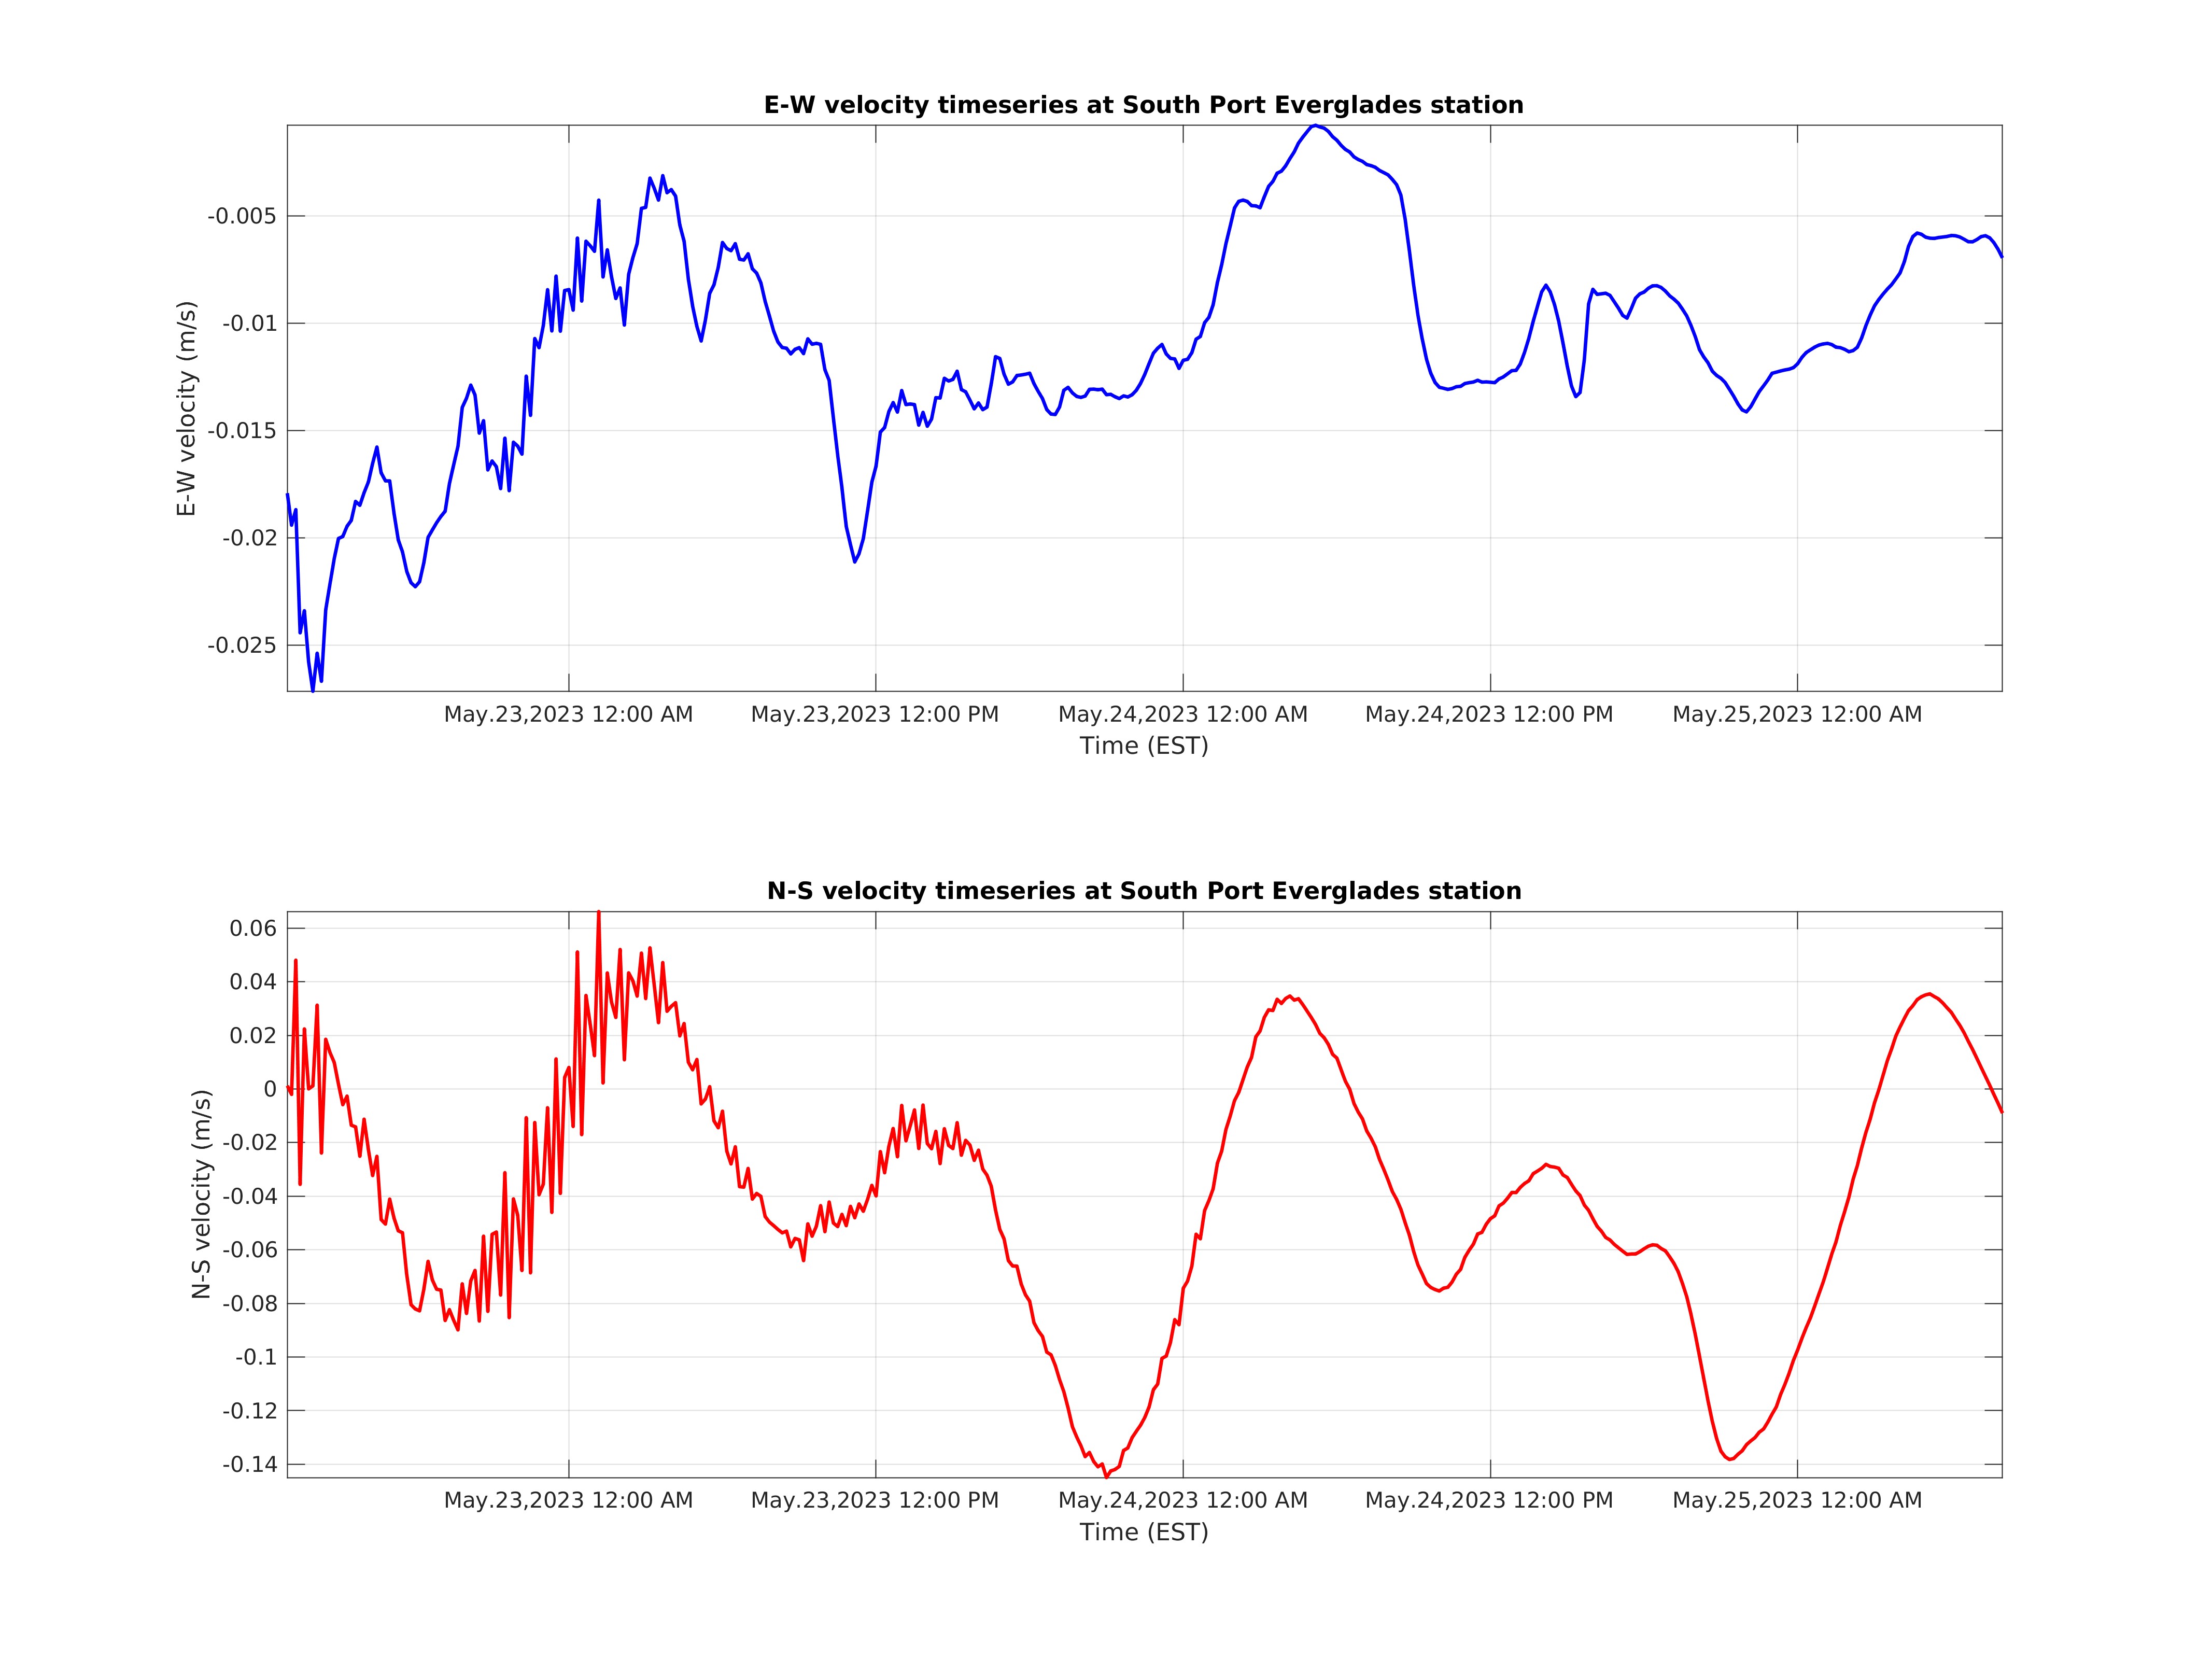 E-W velocity timeseries at South Port Everglades station
E-W velocity (m/s)
-0.005
-0.01
-0.015
-0.02
-0.025
May.23,2023 12:00 AM
May.23,2023 12:00 PM
May.24,2023 12:00 AM
May.24,2023 12:00 PM
May.25,2023 12:00 AM
Time (EST)
N-S velocity timeseries at South Port Everglades station
N-S velocity (m/s)
0.06
0.04
0.02
0
-0.02
-0.04
-0.06
-0.08
-0.1
-0.12
-0.14
May.23,2023 12:00 AM
May.23,2023 12:00 PM
May.24,2023 12:00 AM
May.24,2023 12:00 PM
May.25,2023 12:00 AM
Time (EST)